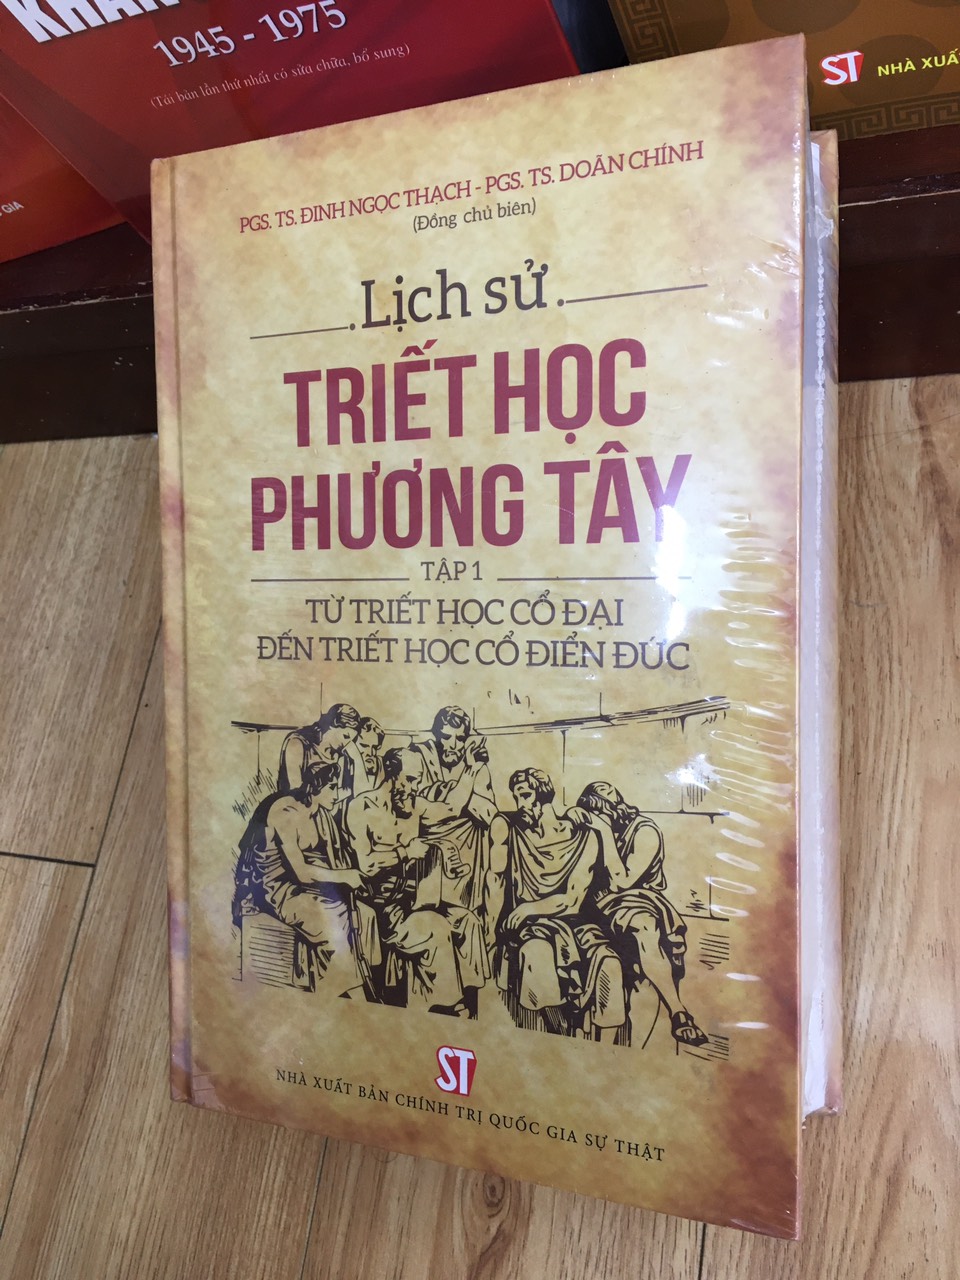 1945 - 1975
(Tái bản lần thứ nhất có sửa chữa, bổ sung)
ST NHÀ XUẤT
GIA
PGS. TS. ĐINH NGỌC THẠCH - PGS. TS. DOÃN CHÍNH
(Đồng chủ biên)
Lịch sử
TRIẾT HỌC
PHƯƠNG TÂY
TẬP 1
TỪ TRIẾT HỌC CỔ ĐẠI
ĐẾN TRIẾT HỌC CỔ ĐIỂN ĐỨC
ST
NHÀ XUẤT BẢN CHÍNH TRỊ QUỐC GIA SỰ THẬT